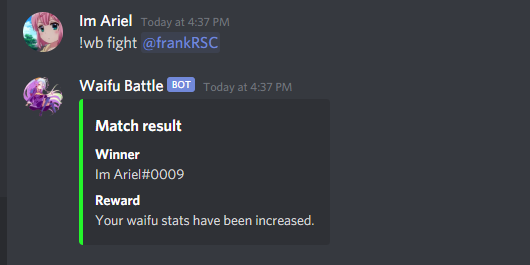 Im Ariel Today at 4:37 PM
!wb fight @frankRSC
Waifu Battle BOT Today at 4:37 PM
Match result
Winner
Im Ariel#0009
Reward
Your waifu stats have been increased.